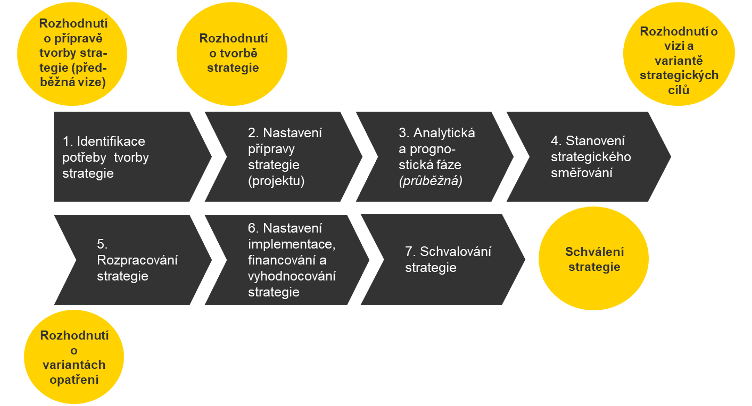 Rozhodnutí
o přípravě
tvorby stra-
tegie (před-
běžná vize)
Rozhodnutí
o tvorbě
strategie
Rozhodnutí o
vizi a
variantě
strategických
cílů
1. Identifikace
potřeby tvorby
strategie
2. Nastavení
přípravy
strategie
(projektu)
3. Analytická
a progno-
stická fáze
(průběžná)
4. Stanovení
strategického
směřování
5.
Rozpracování
strategie
6. Nastavení
implementace,
financování a
vyhodnocování
strategie
7. Schvalování
strategie
Schválení
strategie
Rozhodnutí
o
variantách
opatření